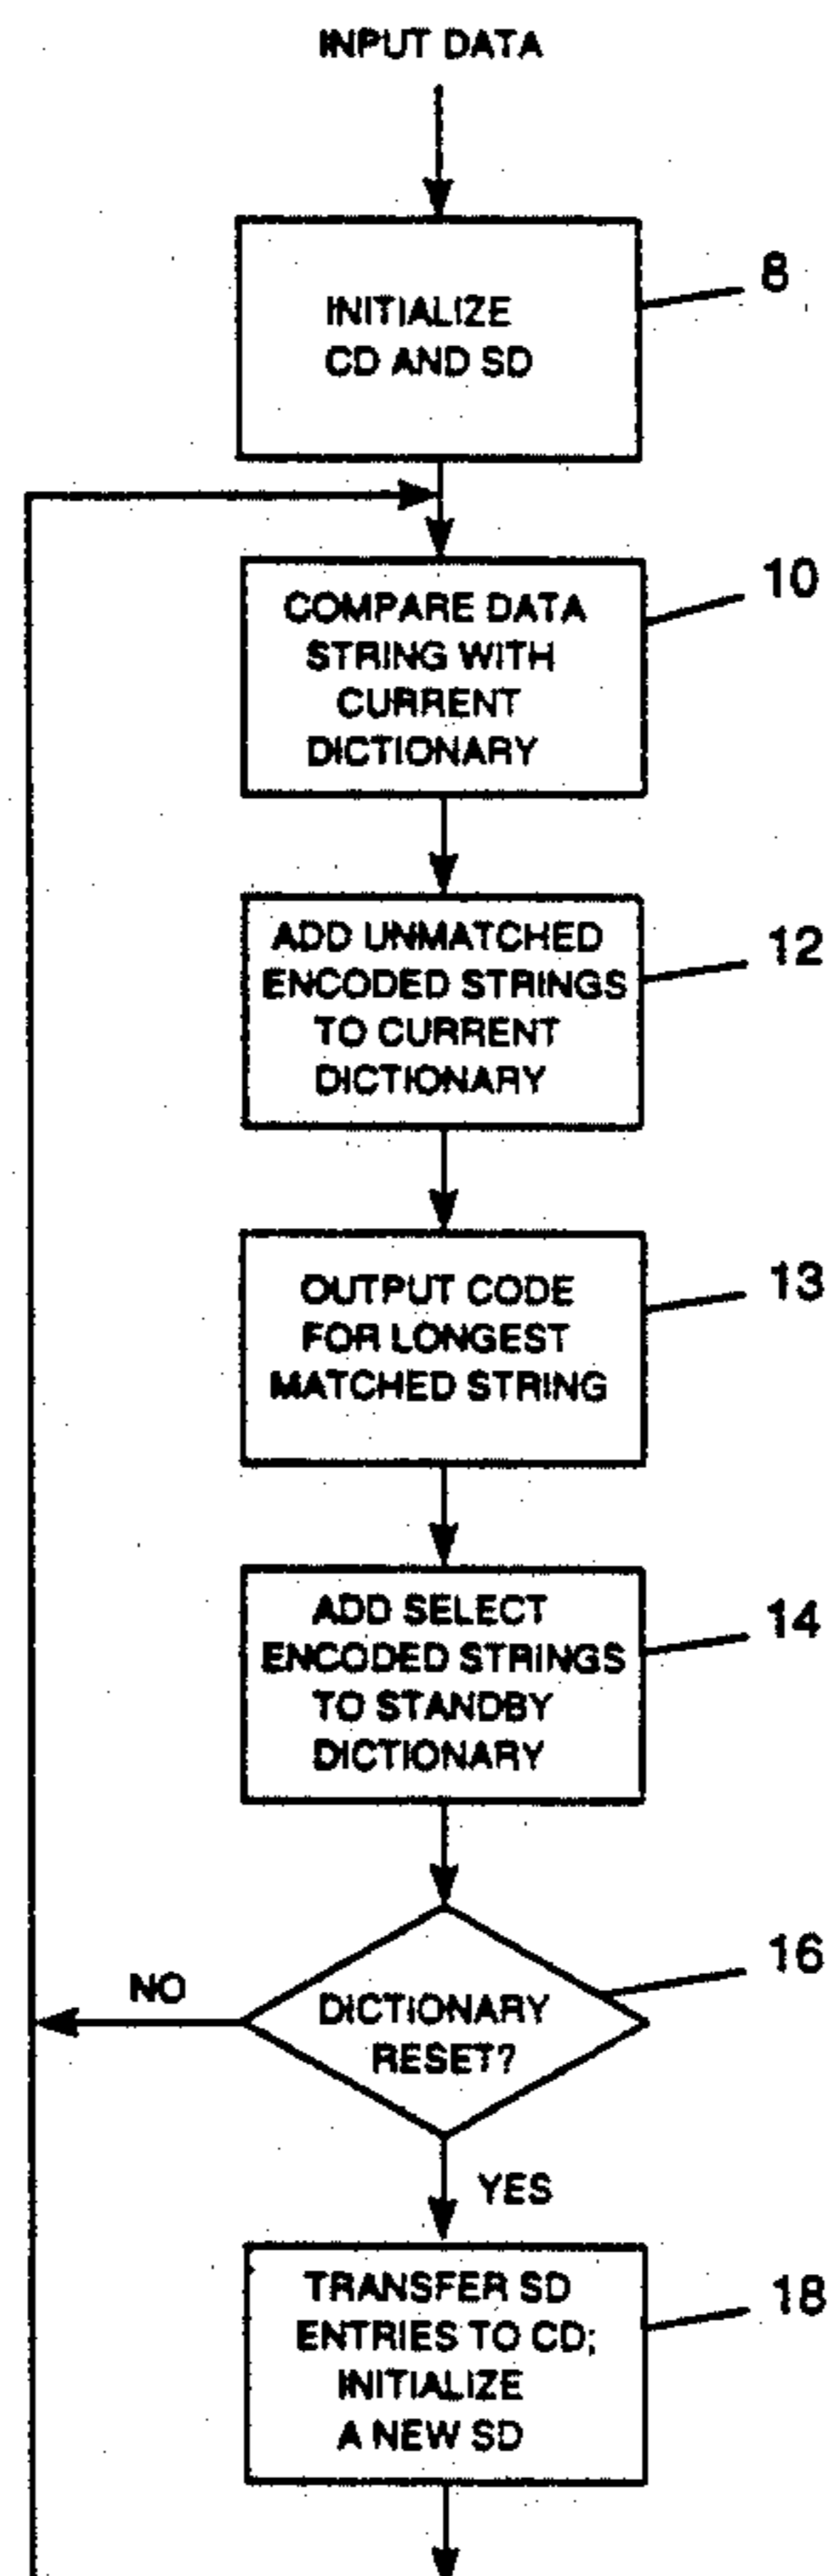 INPUT DATA
INITIALIZE
CD AND SD
8
COMPARE DATA
STRING WITH
CURRENT
DICTIONARY
10
ADD UNMATCHED
ENCODED STRINGS
TO CURRENT
DICTIONARY
12
OUTPUT CODE
FOR LONGEST
MATCHED STRING
13
ADD SELECT
ENCODED STRINGS
TO STANDBY
DICTIONARY
14
DICTIONARY
RESET?
16
NO
YES
TRANSFER SD
ENTRIES TO CD;
INITIALIZE
A NEW SD
18